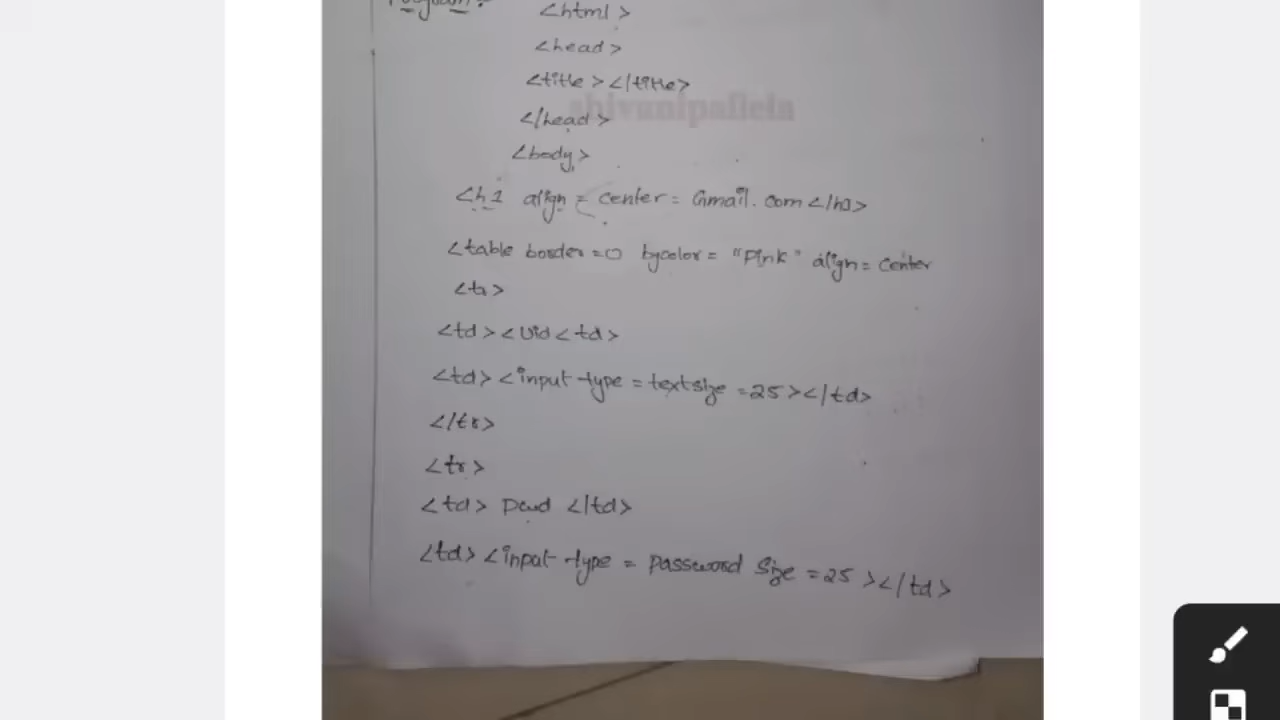 Program:
<html>
<head>
<title></title>
</head>
<body>
<h1 align = center = Gmail.com </h1>
<table border =0 bgcolor = "Pink" align = center
<tr>
<td> < Uid < td>
<td> <input type = textsize =25 ></td>
</tr>
<tr>
<td> Pwd </td>
<td> <input type = password size =25 ></td>
shivanipallela